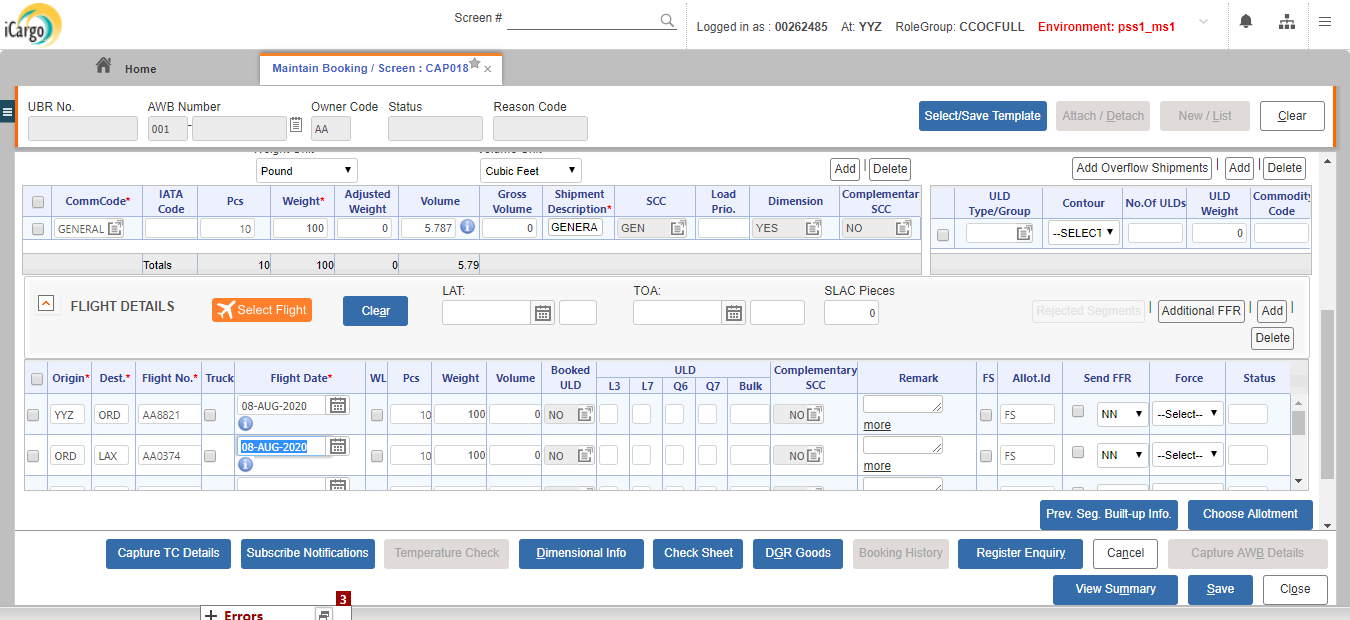 iCargo
Screen #
Logged in as : 00262485 At: YYZ RoleGroup: CCOCFULL Environment: pss1_ms1
Home
Maintain Booking / Screen : CAP018
UBR No. AWB Number Owner Code Status Reason Code
001 - AA
Select/Save Template Attach / Detach New / List Clear
Pound Cubic Feet Add | Delete
Add Overflow Shipments | Add | Delete
CommCode* IATA Code Pcs Weight* Adjusted Weight Volume Gross Volume Shipment Description* SCC Load Prio. Dimension Complementar SCC
GENERAL 10 100 0 5.787 0 GENERA GEN YES NO
Totals 10 100 0 5.79
ULD Type/Group Contour No.Of ULDs ULD Weight Commodity Code
--SELECT 0
FLIGHT DETAILS Select Flight Clear
LAT: TOA: SLAC Pieces
0
Rejected Segments | Additional FFR | Add |
Delete
Origin* Dest.* Flight No.* Truck Flight Date* WL Pcs Weight Volume Booked ULD ULD Complementary SCC Remark FS Allot.Id Send FFR Force Status
L3 L7 Q6 Q7 Bulk
YYZ ORD AA8821 08-AUG-2020 10 100 0 NO NO FS NN --Select--
more
ORD LAX AA0374 08-AUG-2020 10 100 0 NO NO FS NN --Select--
more
Prev. Seg. Built-up Info. Choose Allotment
Capture TC Details Subscribe Notifications Temperature Check Dimensional Info Check Sheet DGR Goods Booking History Register Enquiry Cancel Capture AWB Details
View Summary Save Close
3
+ Errors